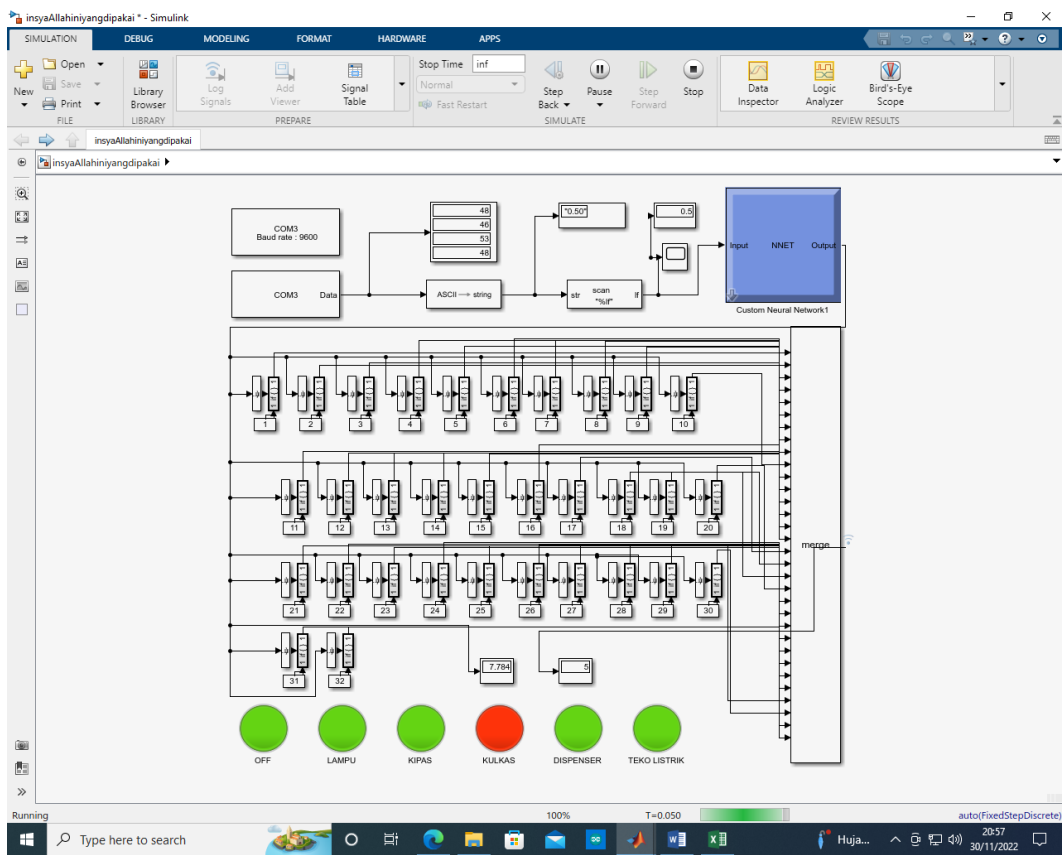 insyaAllahiniyangdipakai * - Simulink
SIMULATION DEBUG MODELING FORMAT HARDWARE APPS
New
Open
Save
Print
FILE
Library Browser
LIBRARY
Log Signals
Add Viewer
Signal Table
PREPARE
Stop Time inf
Normal
Fast Restart
Step Back
Pause
Step Forward
Stop
SIMULATE
Data Inspector
Logic Analyzer
Bird's-Eye Scope
REVIEW RESULTS
insyaAllahiniyangdipakai
insyaAllahiniyangdipakai
COM3
Baud rate : 9600
48
46
53
48
"0.50"
0.5
Input NNET Output
Custom Neural Network1
COM3 Data
ASCII → string
str scan "%lf" lf
1 2 3 4 5 6 7 8 9 10
11 12 13 14 15 16 17 18 19 20
merge
21 22 23 24 25 26 27 28 29 30
31 32
7.784
5
OFF LAMPU KIPAS KULKAS DISPENSER TEKO LISTRIK
Running 100% T=0.050 auto(FixedStepDiscrete)
Type here to search
Huja...
20:57
30/11/2022